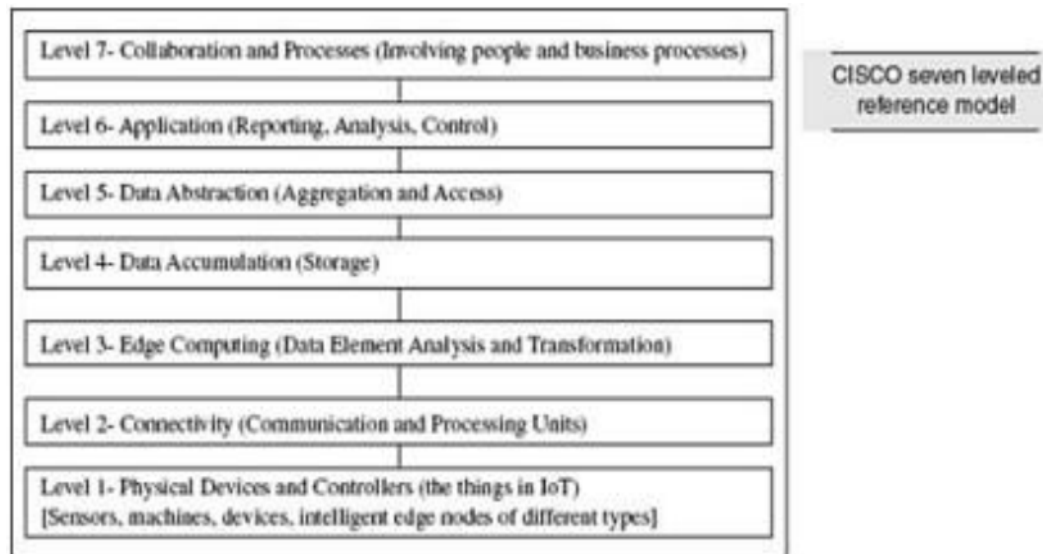 Level 7- Collaboration and Processes (Involving people and business processes)
CISCO seven leveled
reference model
Level 6- Application (Reporting, Analysis, Control)
Level 5- Data Abstraction (Aggregation and Access)
Level 4- Data Accumulation (Storage)
Level 3- Edge Computing (Data Element Analysis and Transformation)
Level 2- Connectivity (Communication and Processing Units)
Level 1- Physical Devices and Controllers (the things in IoT)
[Sensors, machines, devices, intelligent edge nodes of different types]